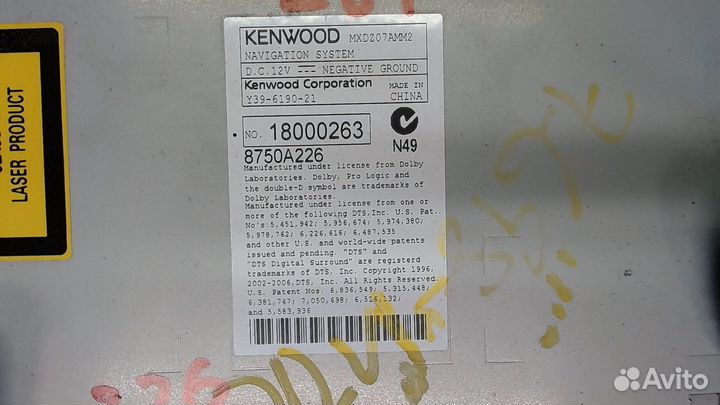 KENWOOD MXDZ07AMM2
NAVIGATION SYSTEM
D.C.12V NEGATIVE GROUND
Kenwood Corporation
Y39-6190-21
MADE IN
CHINA
NO. 18000263
N49
8750A226
Manufactured under license from Dolby
Laboratories. Dolby, Pro Logic and
the double-D symbol are trademarks of
Dolby Laboratories.
Manufactured under license from one or
more of the following DTS,Inc. U.S. Pat.
No's:5,451,942; 5,956,674; 5,974,380;
5,978,762; 6,226,616; 6,487,535
and other U.S. and world-wide patents
issued and pending. "DTS" and
"DTS Digital Surround" are registerd
trademarks of DTS, Inc. Copyright 1996,
2002-2006,DTS, Inc. All Rights Reserved.
U.S. Patent Nos. 6,836,549; 5,315,448;
6,381,747; 7,050,698; 6,516,132;
and 5,583,936
LASER PRODUCT
Avito